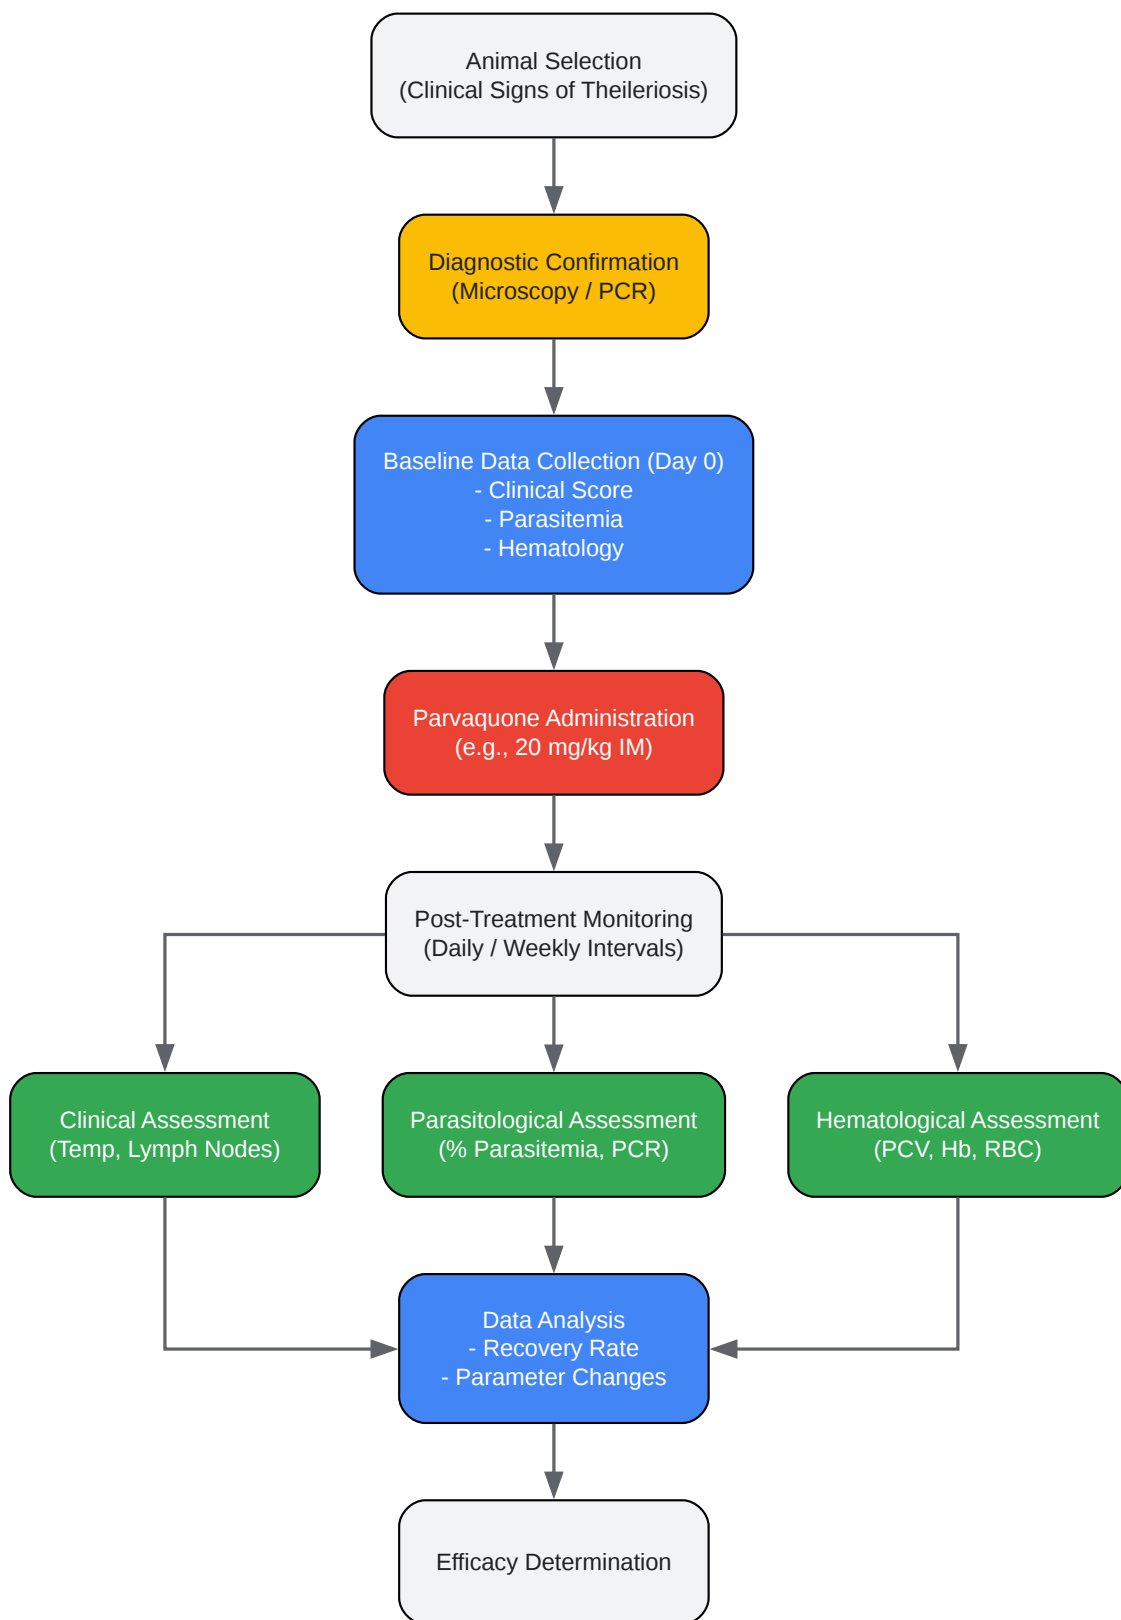 Animal Selection
(Clinical Signs of Theileriosis)
Diagnostic Confirmation
(Microscopy / PCR)
Baseline Data Collection (Day 0)
- Clinical Score
- Parasitemia
- Hematology
Parvaquone Administration
(e.g., 20 mg/kg IM)
Post-Treatment Monitoring
(Daily / Weekly Intervals)
Clinical Assessment
(Temp, Lymph Nodes)
Parasitological Assessment
(% Parasitemia, PCR)
Hematological Assessment
(PCV, Hb, RBC)
Data Analysis
- Recovery Rate
- Parameter Changes
Efficacy Determination